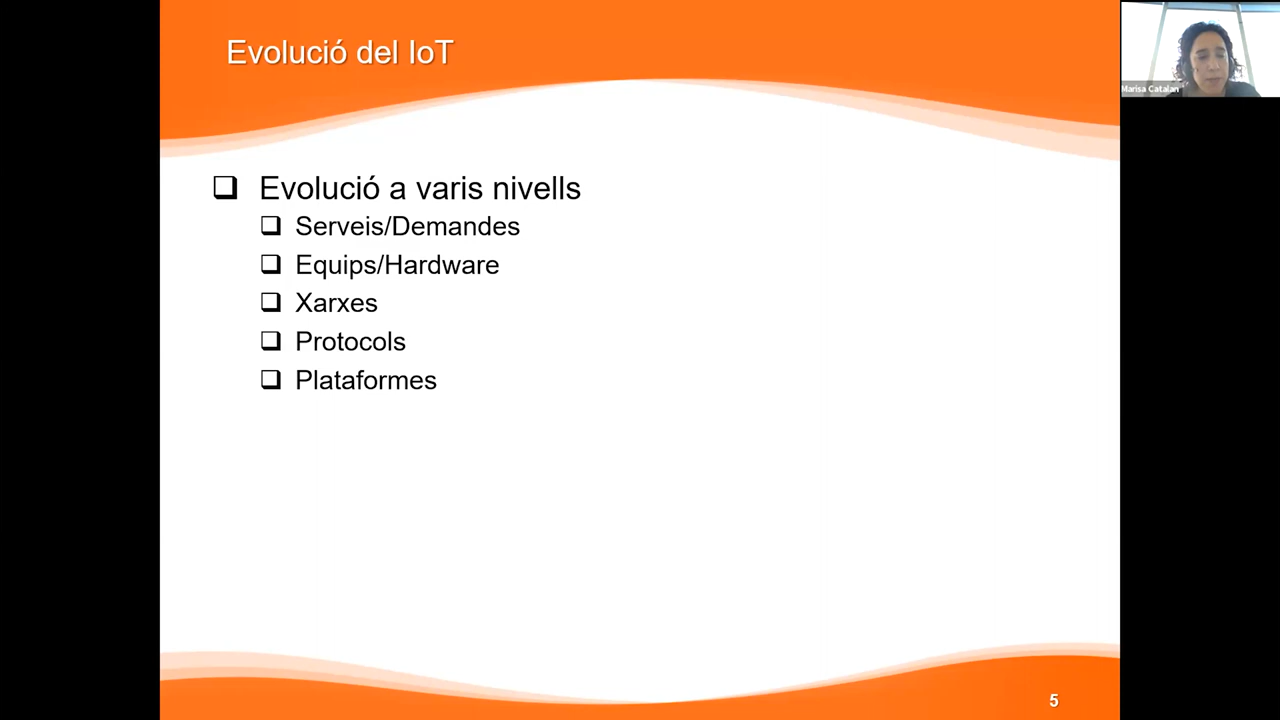 Evolució del IoT
Marisa Catalan
Evolució a varis nivells
Serveis/Demandes
Equips/Hardware
Xarxes
Protocols
Plataformes
5